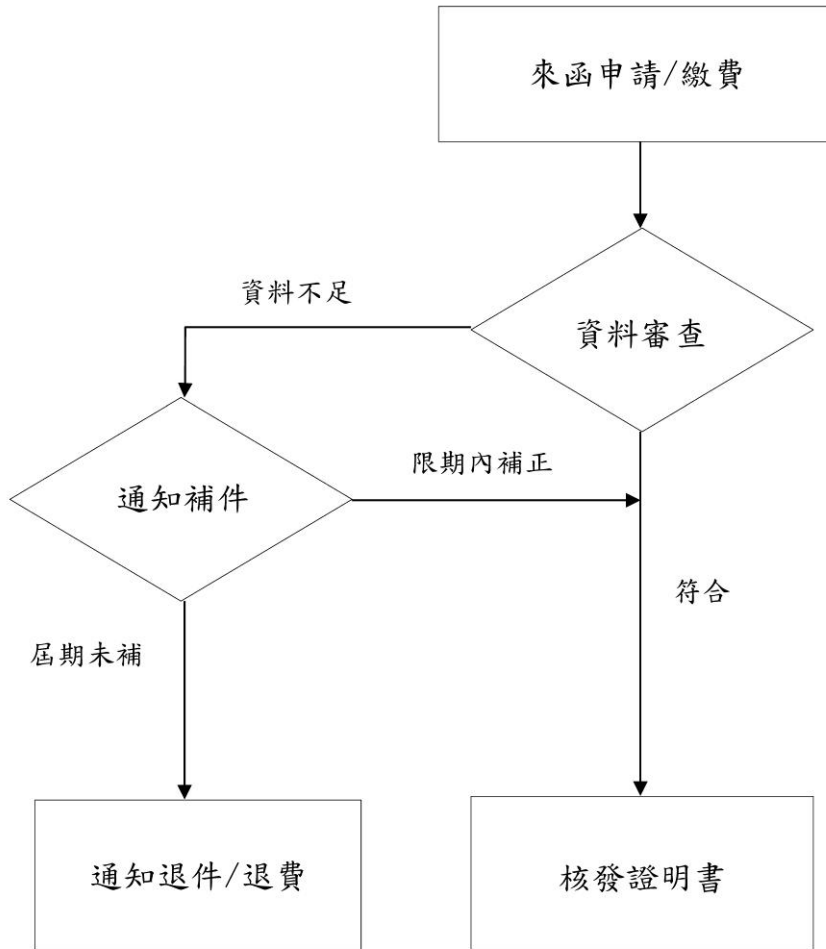 來函申請/繳費
資料不足
資料審查
限期內補正
通知補件
符合
屆期未補
通知退件/退費
核發證明書